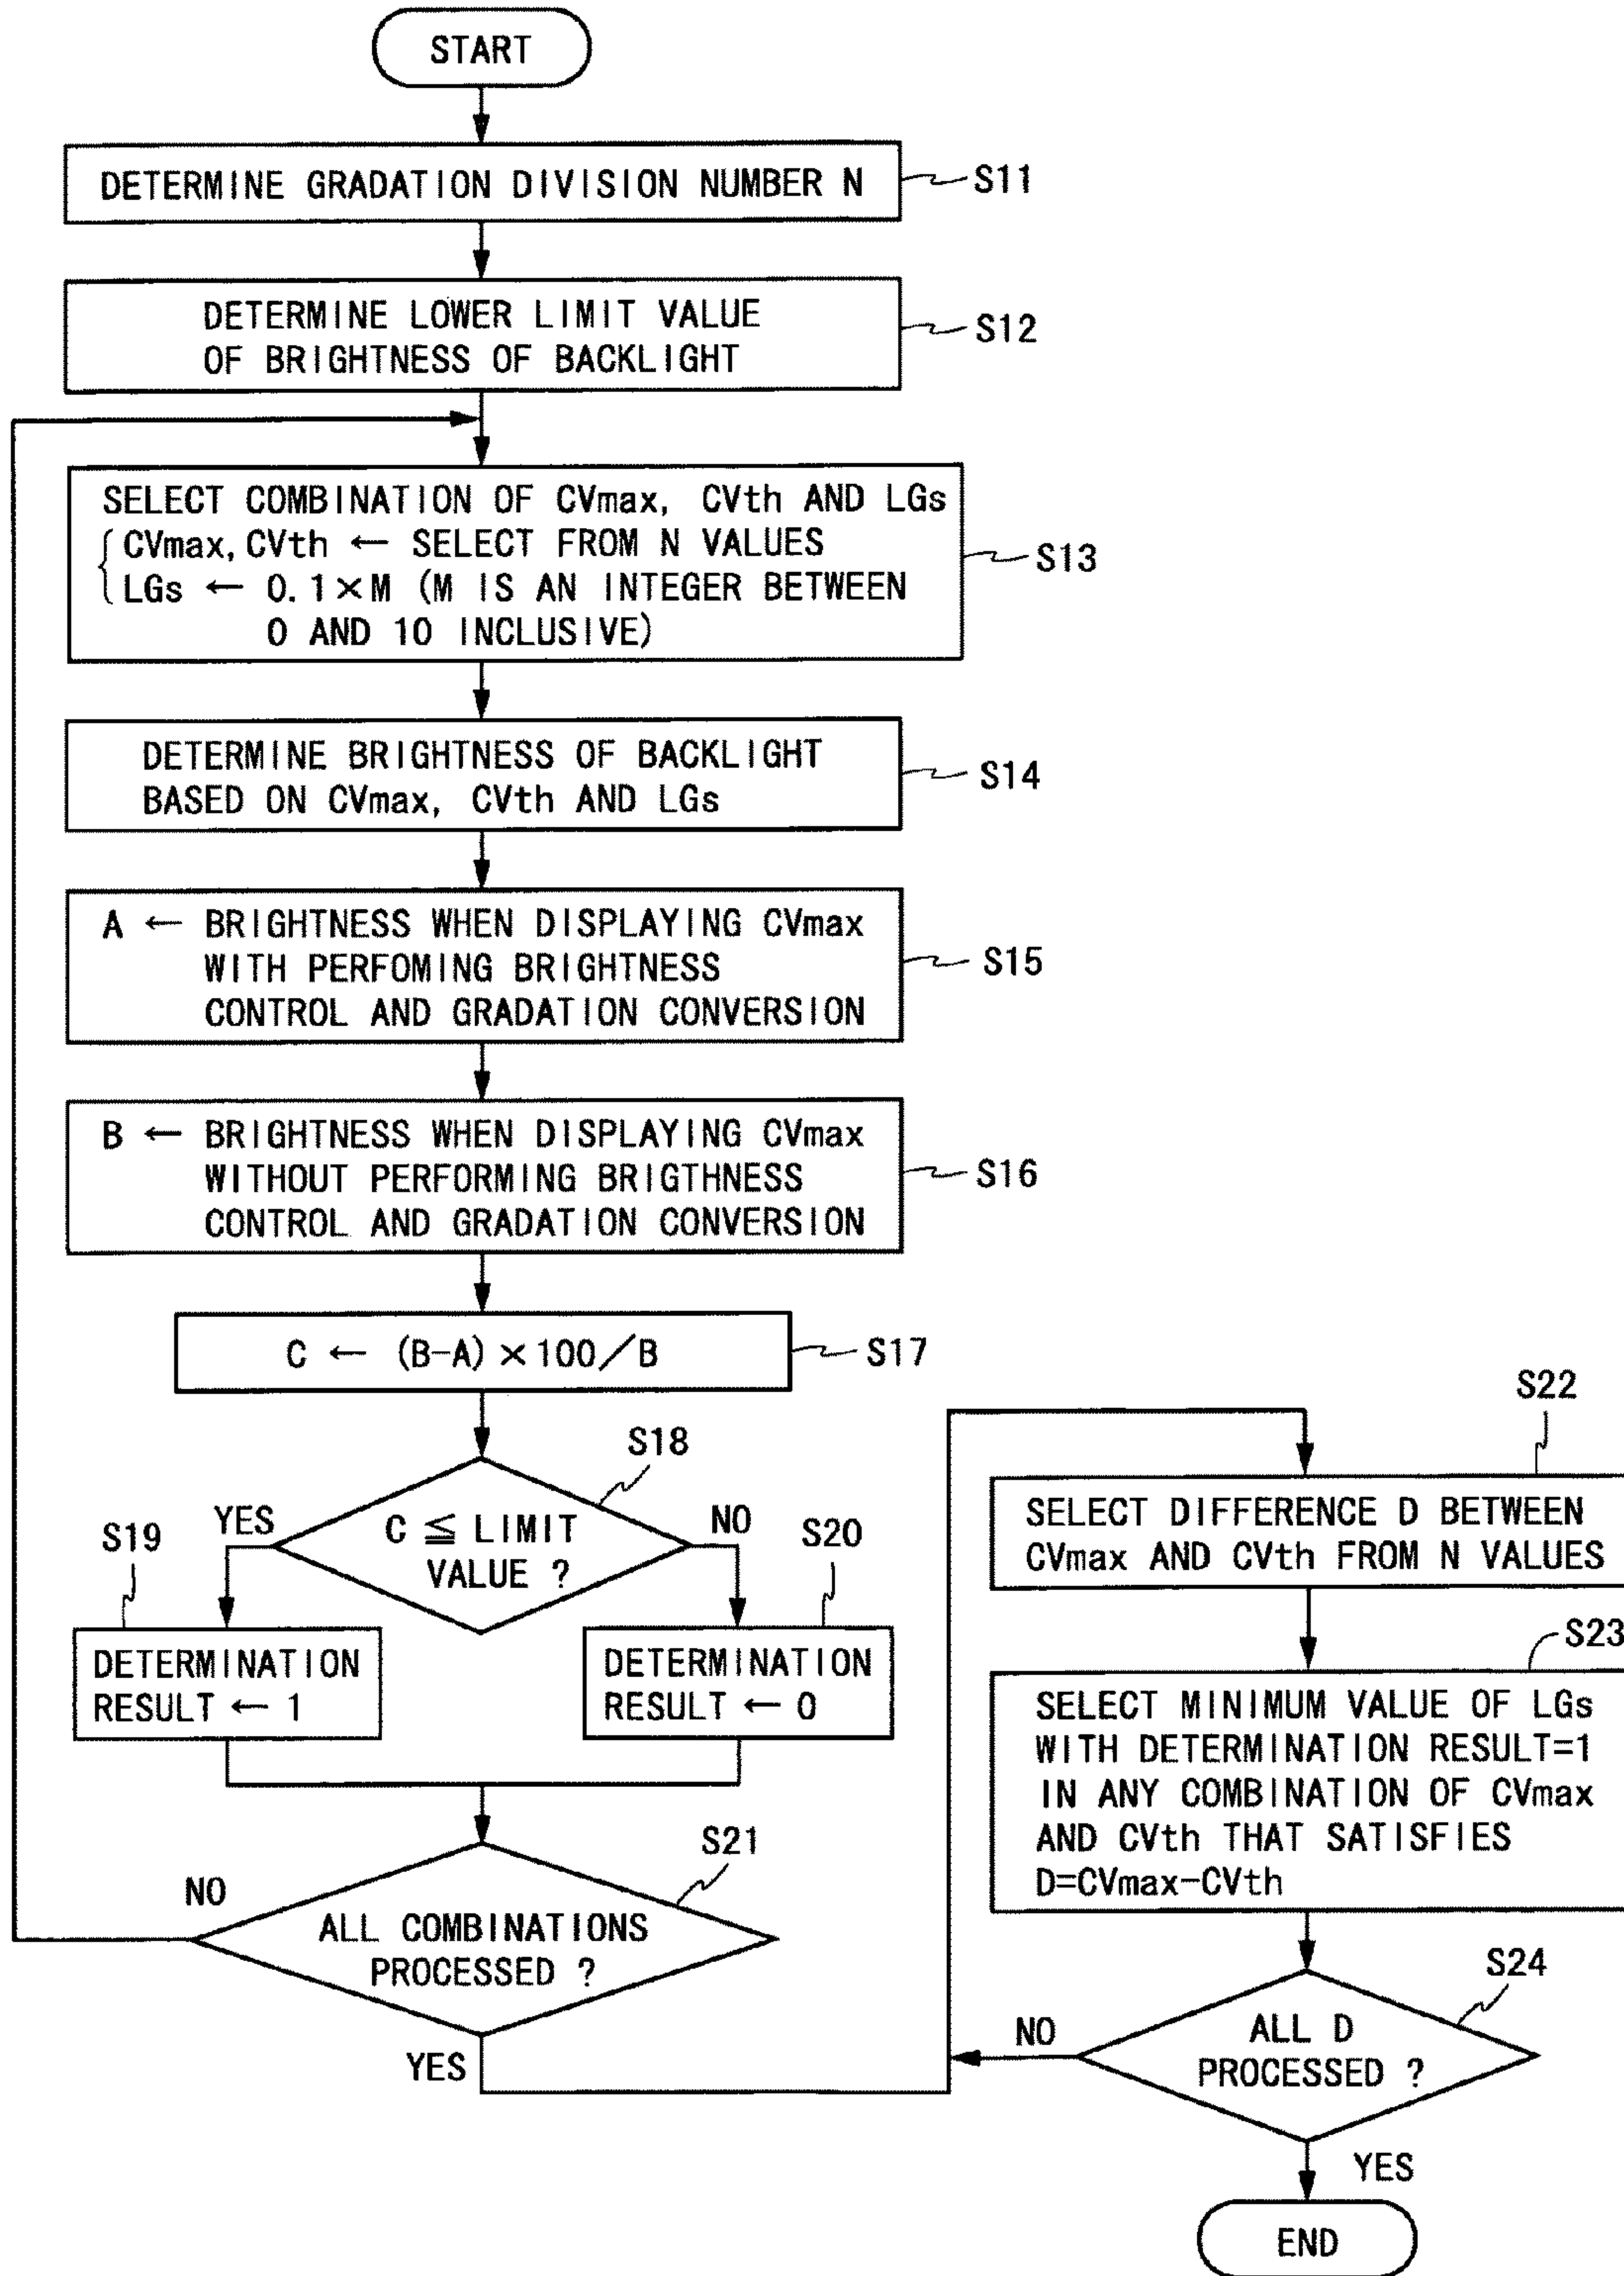 START
DETERMINE GRADATION DIVISION NUMBER N
S11
DETERMINE LOWER LIMIT VALUE
OF BRIGHTNESS OF BACKLIGHT
S12
SELECT COMBINATION OF CVmax, CVth AND LGs
CVmax, CVth ← SELECT FROM N VALUES
LGs ← 0.1×M (M IS AN INTEGER BETWEEN
0 AND 10 INCLUSIVE)
S13
DETERMINE BRIGHTNESS OF BACKLIGHT
BASED ON CVmax, CVth AND LGs
S14
A ← BRIGHTNESS WHEN DISPLAYING CVmax
WITH PERFOMING BRIGHTNESS
CONTROL AND GRADATION CONVERSION
S15
B ← BRIGHTNESS WHEN DISPLAYING CVmax
WITHOUT PERFORMING BRIGTHNESS
CONTROL AND GRADATION CONVERSION
S16
C ← (B-A)×100/B
S17
S18
C ≦ LIMIT
VALUE ?
YES
NO
S19
DETERMINATION
RESULT ← 1
S20
DETERMINATION
RESULT ← 0
S21
ALL COMBINATIONS
PROCESSED ?
NO
YES
S22
SELECT DIFFERENCE D BETWEEN
CVmax AND CVth FROM N VALUES
S23
SELECT MINIMUM VALUE OF LGs
WITH DETERMINATION RESULT=1
IN ANY COMBINATION OF CVmax
AND CVth THAT SATISFIES
D=CVmax-CVth
S24
ALL D
PROCESSED ?
NO
YES
END